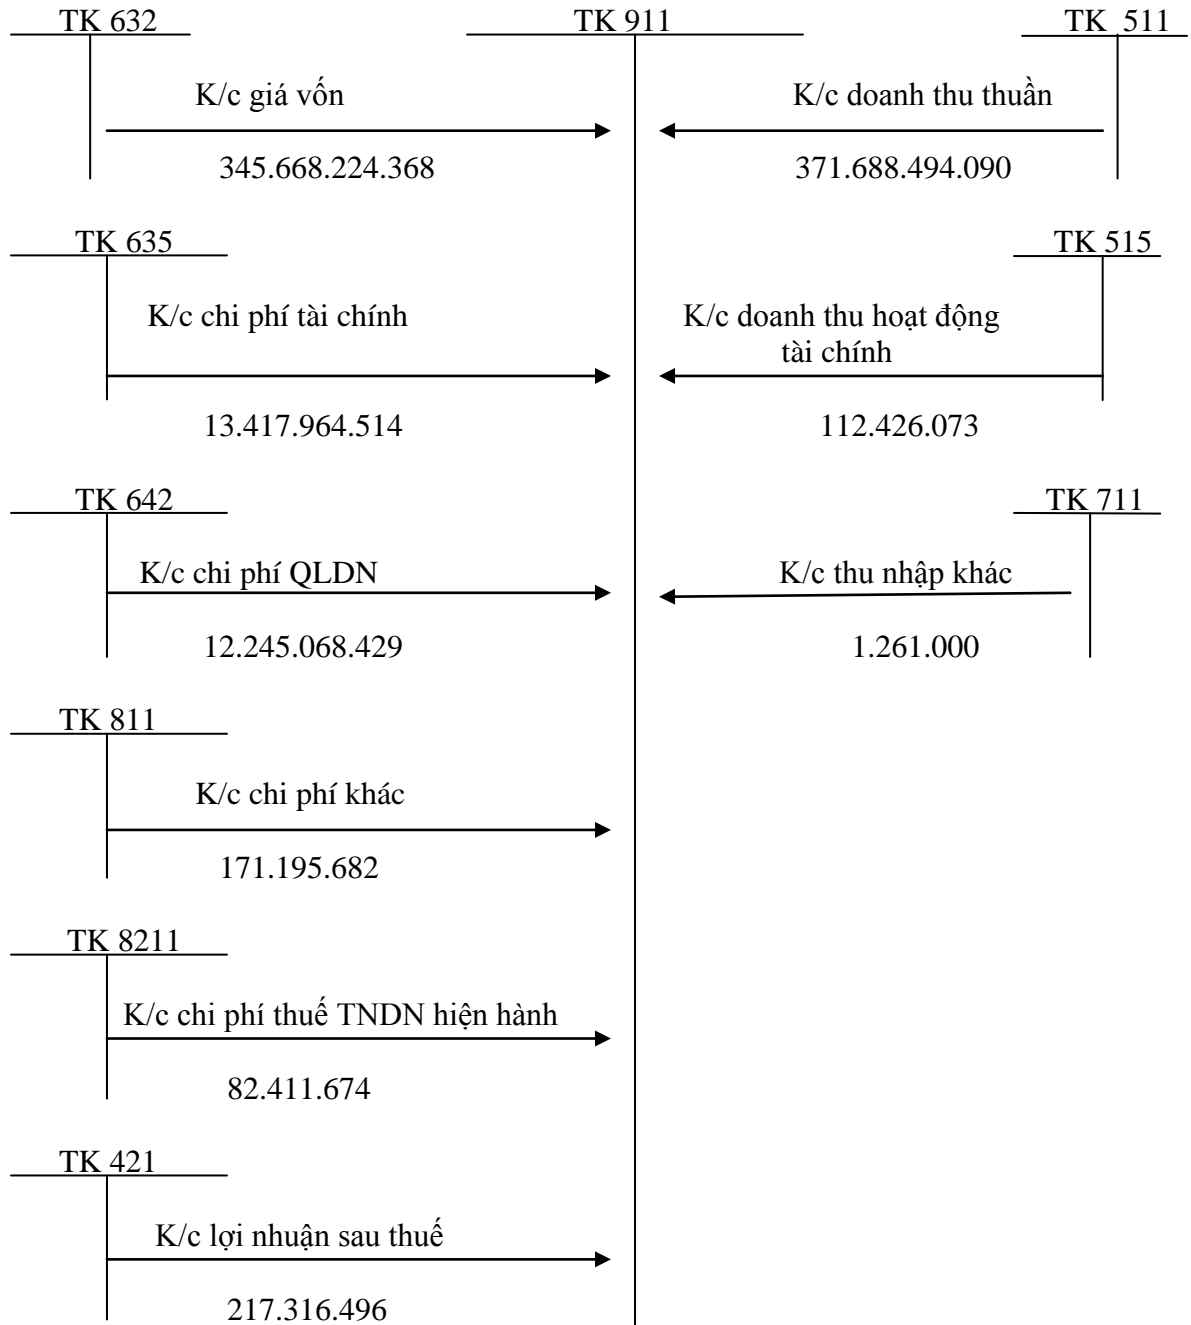 TK 632
TK 911
TK 511
K/c giá vốn
K/c doanh thu thuần
345.668.224.368
371.688.494.090
TK 635
TK 515
K/c chi phí tài chính
K/c doanh thu hoạt động
tài chính
13.417.964.514
112.426.073
TK 642
TK 711
K/c chi phí QLDN
K/c thu nhập khác
12.245.068.429
1.261.000
TK 811
K/c chi phí khác
171.195.682
TK 8211
K/c chi phí thuế TNDN hiện hành
82.411.674
TK 421
K/c lợi nhuận sau thuế
217.316.496